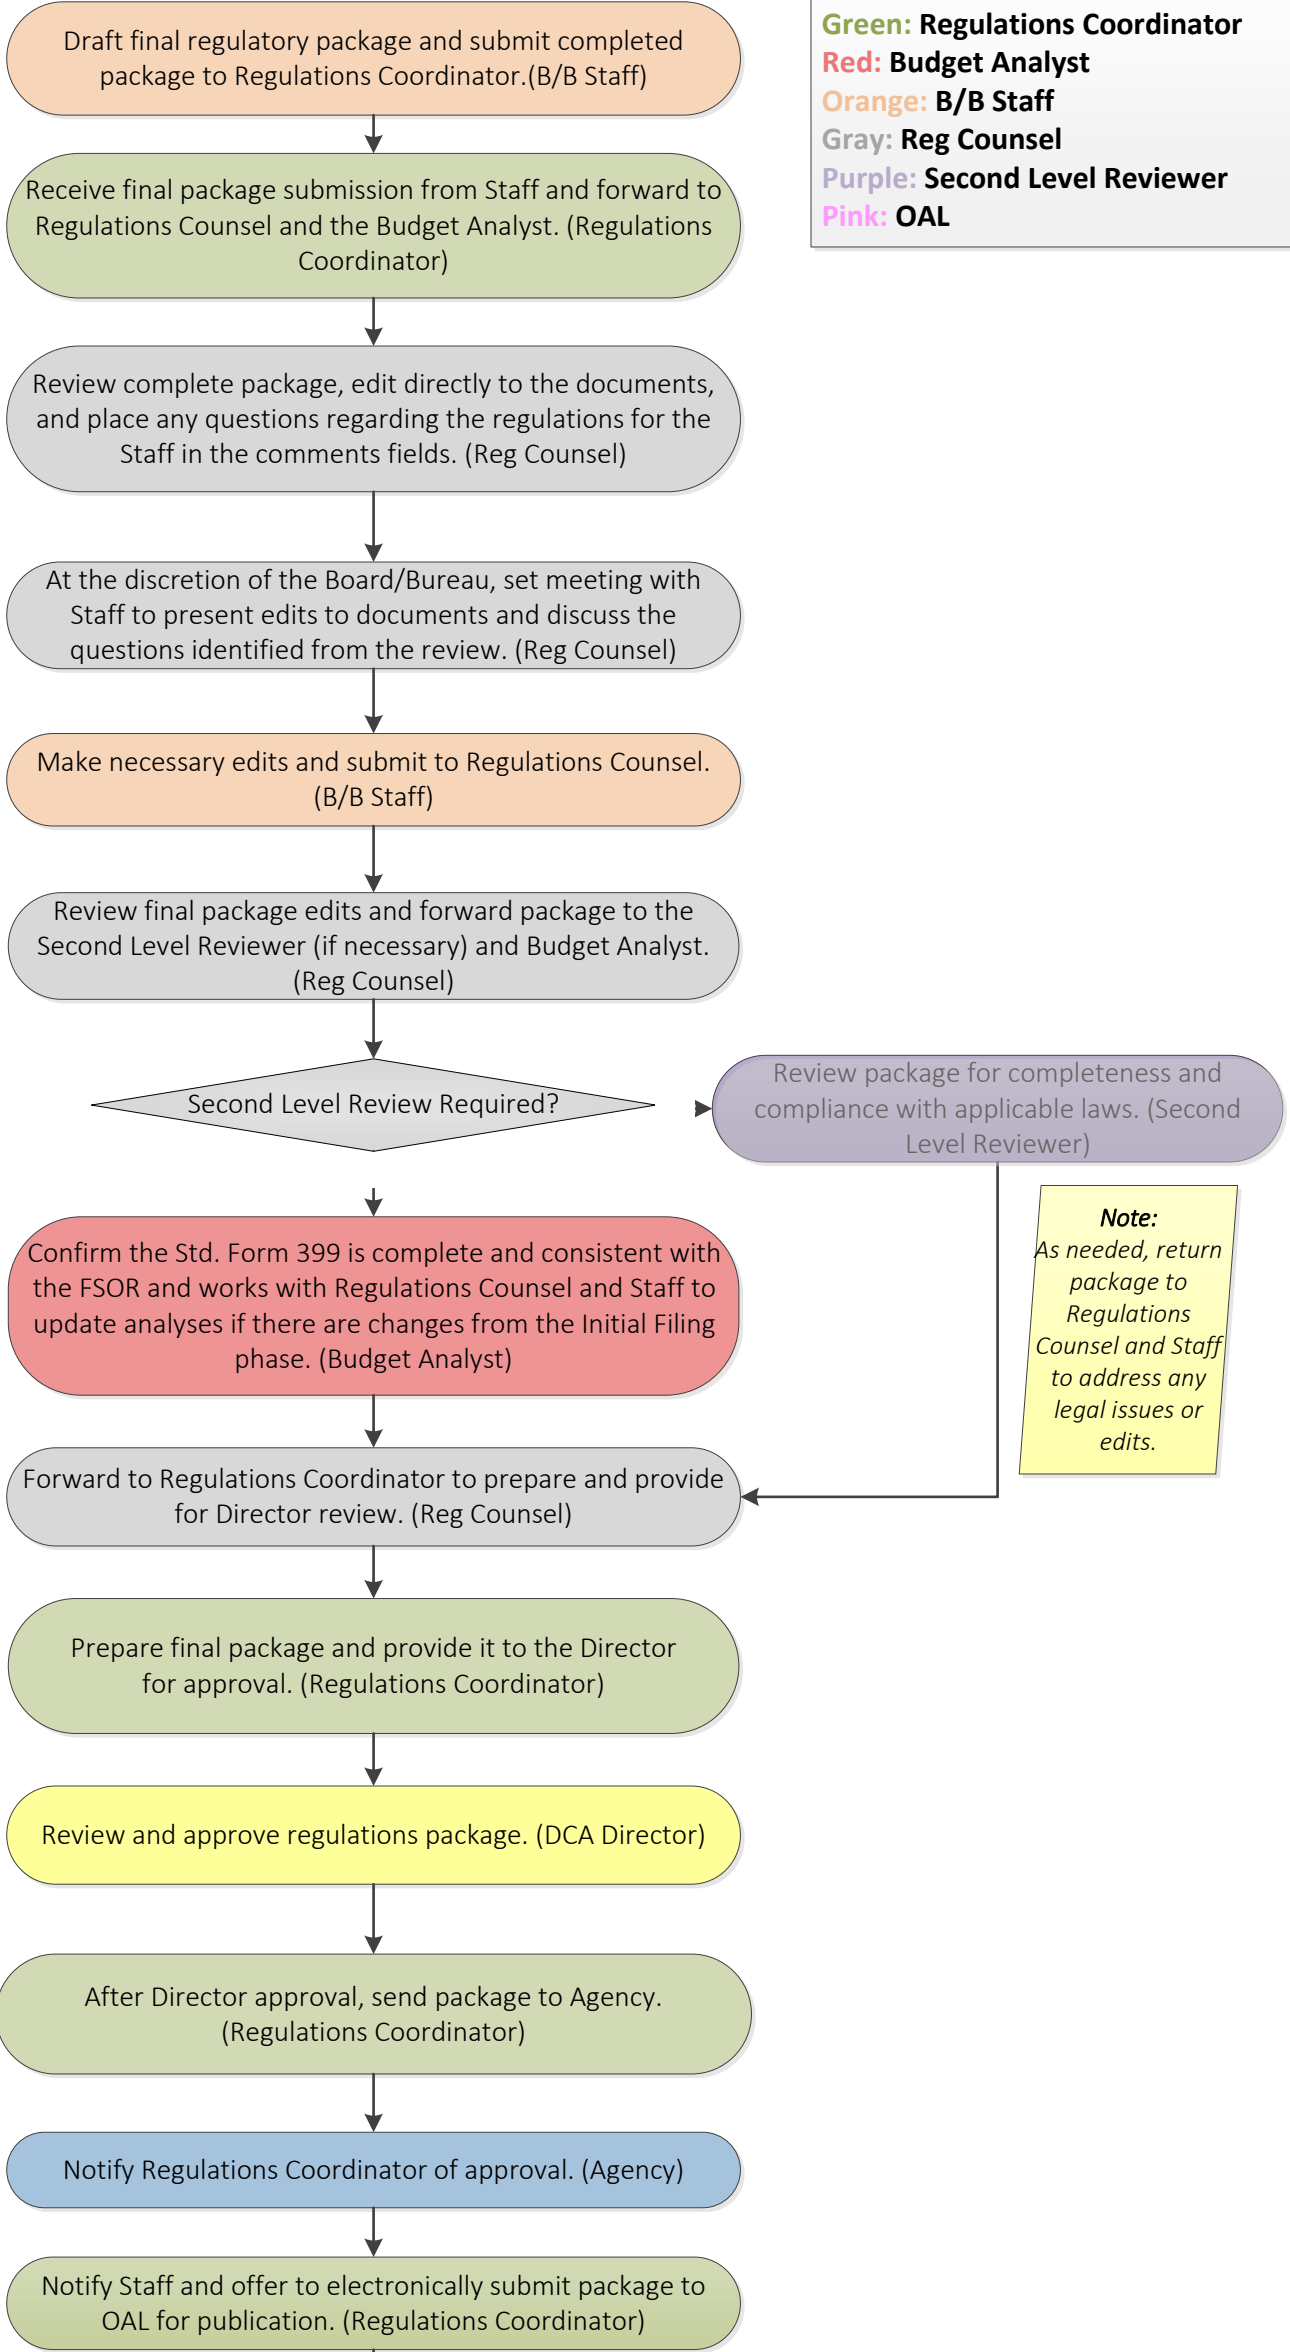 Draft final regulatory package and submit completed
package to Regulations Coordinator.(B/B Staff)
Green: Regulations Coordinator
Red: Budget Analyst
Orange: B/B Staff
Gray: Reg Counsel
Purple: Second Level Reviewer
Pink: OAL
Receive final package submission from Staff and forward to
Regulations Counsel and the Budget Analyst. (Regulations
Coordinator)
Review complete package, edit directly to the documents,
and place any questions regarding the regulations for the
Staff in the comments fields. (Reg Counsel)
At the discretion of the Board/Bureau, set meeting with
Staff to present edits to documents and discuss the
questions identified from the review. (Reg Counsel)
Make necessary edits and submit to Regulations Counsel.
(B/B Staff)
Review final package edits and forward package to the
Second Level Reviewer (if necessary) and Budget Analyst.
(Reg Counsel)
Second Level Review Required?
Review package for completeness and
compliance with applicable laws. (Second
Level Reviewer)
Note:
As needed, return
package to
Regulations
Counsel and Staff
to address any
legal issues or
edits.
Confirm the Std. Form 399 is complete and consistent with
the FSOR and works with Regulations Counsel and Staff to
update analyses if there are changes from the Initial Filing
phase. (Budget Analyst)
Forward to Regulations Coordinator to prepare and provide
for Director review. (Reg Counsel)
Prepare final package and provide it to the Director
for approval. (Regulations Coordinator)
Review and approve regulations package. (DCA Director)
After Director approval, send package to Agency.
(Regulations Coordinator)
Notify Regulations Coordinator of approval. (Agency)
Notify Staff and offer to electronically submit package to
OAL for publication. (Regulations Coordinator)